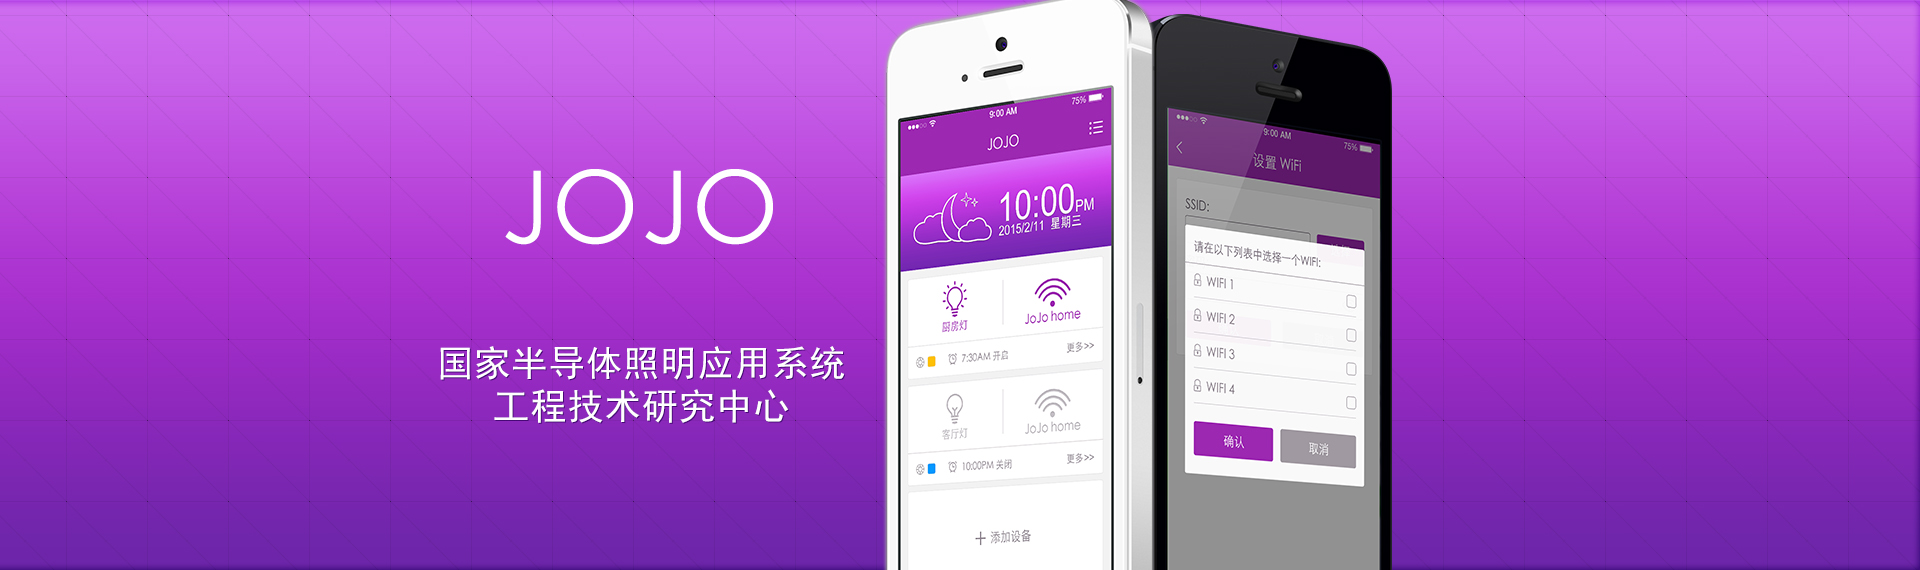 JOJO
国家半导体照明应用系统
工程技术研究中心
9:00 AM
75%
JOJO
10:00PM
2015/2/11 星期三
厨房灯
JoJo home
7:30AM 开启
更多>>
客厅灯
JoJo home
10:00PM 关闭
更多>>
+ 添加设备
9:00 AM
75%
设置 WiFi
SSID:
请在以下列表中选择一个WIFI:
WIFI 1
WIFI 2
WIFI 3
WIFI 4
确认
取消